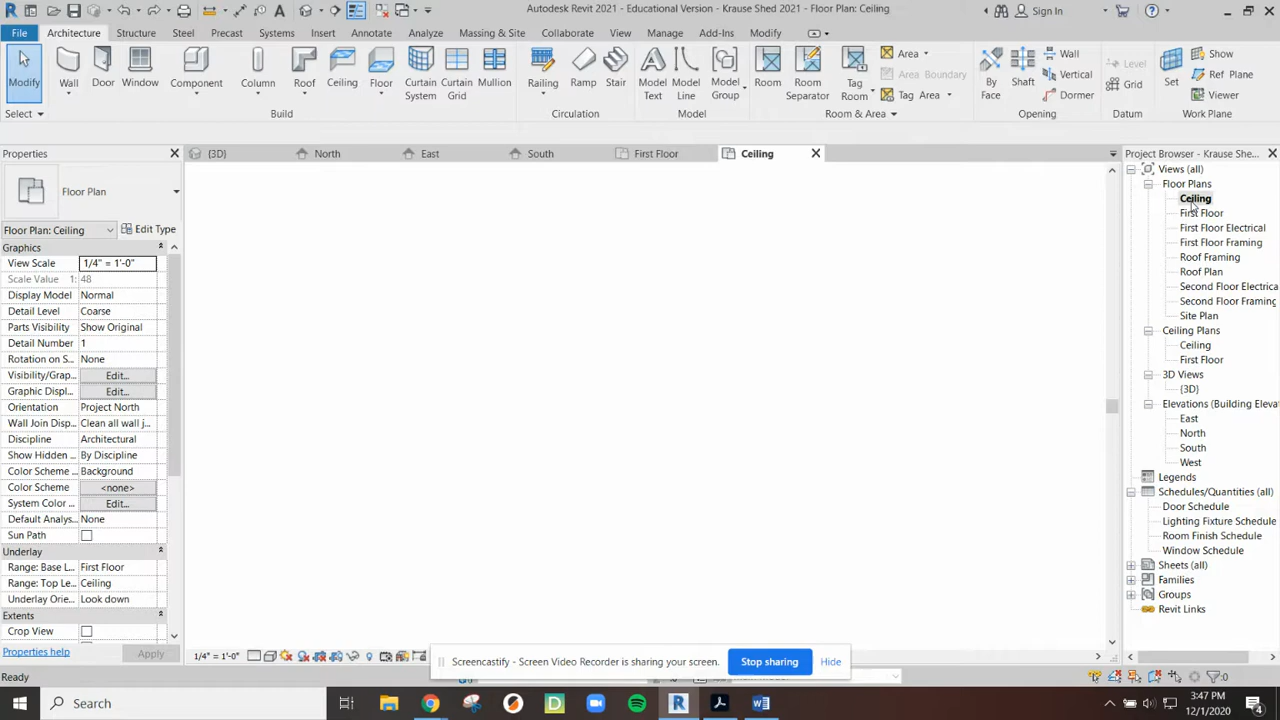 Autodesk Revit 2021 - Educational Version - Krause Shed 2021 - Floor Plan: Ceiling
Sign In
File Architecture Structure Steel Precast Systems Insert Annotate Analyze Massing & Site Collaborate View Manage Add-Ins Modify
Modify
Wall
Door
Window
Component
Column
Roof
Ceiling
Floor
Curtain System
Curtain Grid
Mullion
Railing
Ramp
Stair
Model Text
Model Line
Model Group
Room
Room Separator
Tag Room
Area
Area Boundary
Tag Area
By Face
Shaft
Wall
Vertical
Dormer
Level
Grid
Set
Show
Ref Plane
Viewer
Select
Build
Circulation
Model
Room & Area
Opening
Datum
Work Plane
Properties
{3D} North East South First Floor Ceiling
Project Browser - Krause She...
Floor Plan
Floor Plan: Ceiling Edit Type
Graphics
View Scale 1/4" = 1'-0"
Scale Value 1: 48
Display Model Normal
Detail Level Coarse
Parts Visibility Show Original
Detail Number 1
Rotation on S... None
Visibility/Grap... Edit...
Graphic Displ... Edit...
Orientation Project North
Wall Join Disp... Clean all wall j...
Discipline Architectural
Show Hidden ... By Discipline
Color Scheme ... Background
Color Scheme <none>
System Color ... Edit...
Default Analys... None
Sun Path
Underlay
Range: Base L... First Floor
Range: Top Le... Ceiling
Underlay Orie... Look down
Extents
Crop View
Properties help Apply
Views (all)
Floor Plans
Ceiling
First Floor
First Floor Electrical
First Floor Framing
Roof Framing
Roof Plan
Second Floor Electrica
Second Floor Framing
Site Plan
Ceiling Plans
Ceiling
First Floor
3D Views
{3D}
Elevations (Building Eleva
East
North
South
West
Legends
Schedules/Quantities (all)
Door Schedule
Lighting Fixture Schedule
Room Finish Schedule
Window Schedule
Sheets (all)
Families
Groups
Revit Links
1/4" = 1'-0"
Screencastify - Screen Video Recorder is sharing your screen. Stop sharing Hide
Ready
:0
Search
3:47 PM
12/1/2020
4